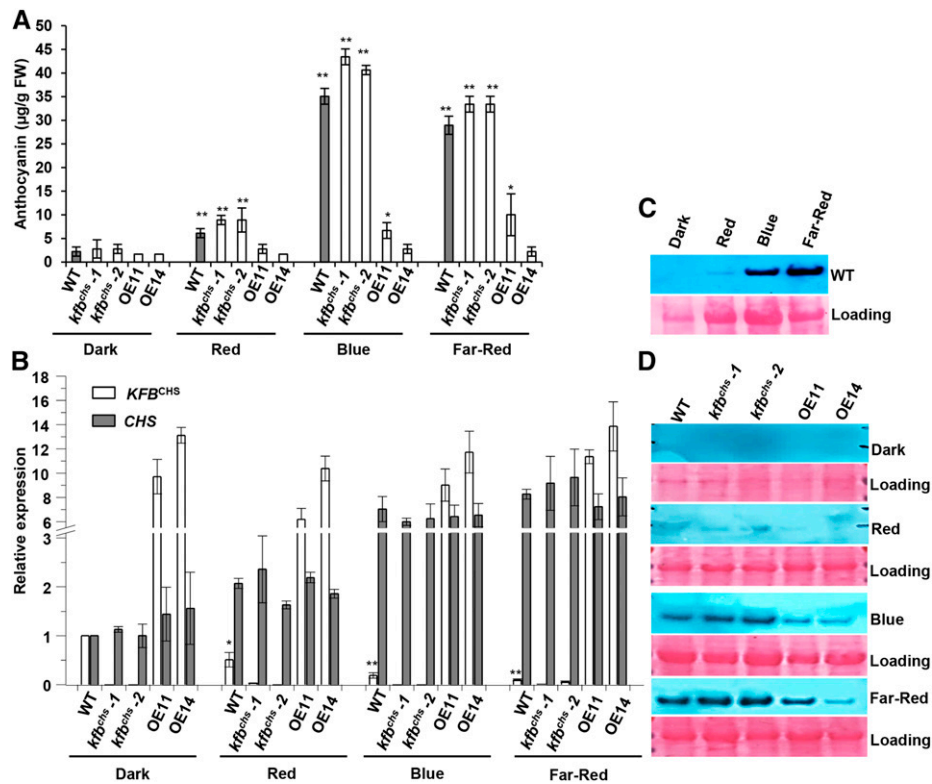 A
Anthocyanin (µg/g FW)
50
45
40
35
30
25
20
15
10
5
0
** ** ** ** ** ** * ** ** ** *
WT kfbchs-1 kfbchs-2 OE11 OE14 WT kfbchs-1 kfbchs-2 OE11 OE14 WT kfbchs-1 kfbchs-2 OE11 OE14 WT kfbchs-1 kfbchs-2 OE11 OE14
Dark Red Blue Far-Red
B
Relative expression
18
16
14
12
10
8
6
3
2
1
0
KFBCHS
CHS
* ** **
WT kfbchs-1 kfbchs-2 OE11 OE14 WT kfbchs-1 kfbchs-2 OE11 OE14 WT kfbchs-1 kfbchs-2 OE11 OE14 WT kfbchs-1 kfbchs-2 OE11 OE14
Dark Red Blue Far-Red
C
Dark Red Blue Far-Red
WT
Loading
D
WT kfbchs-1 kfbchs-2 OE11 OE14
Dark
Loading
Red
Loading
Blue
Loading
Far-Red
Loading